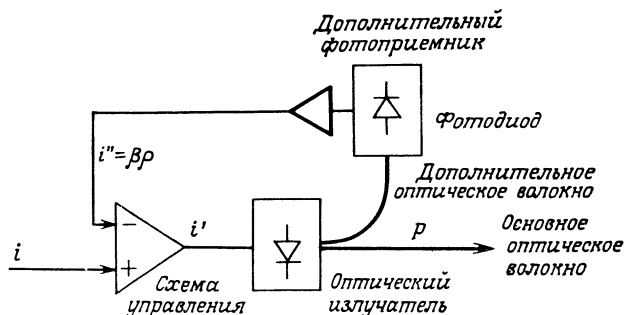 Дополнительный
фотоприемник
Фотодиод
i"=βp
Дополнительное
оптическое волокно
−
i'
p
Основное
оптическое
волокно
i
+
Схема
управления
Оптический
излучатель